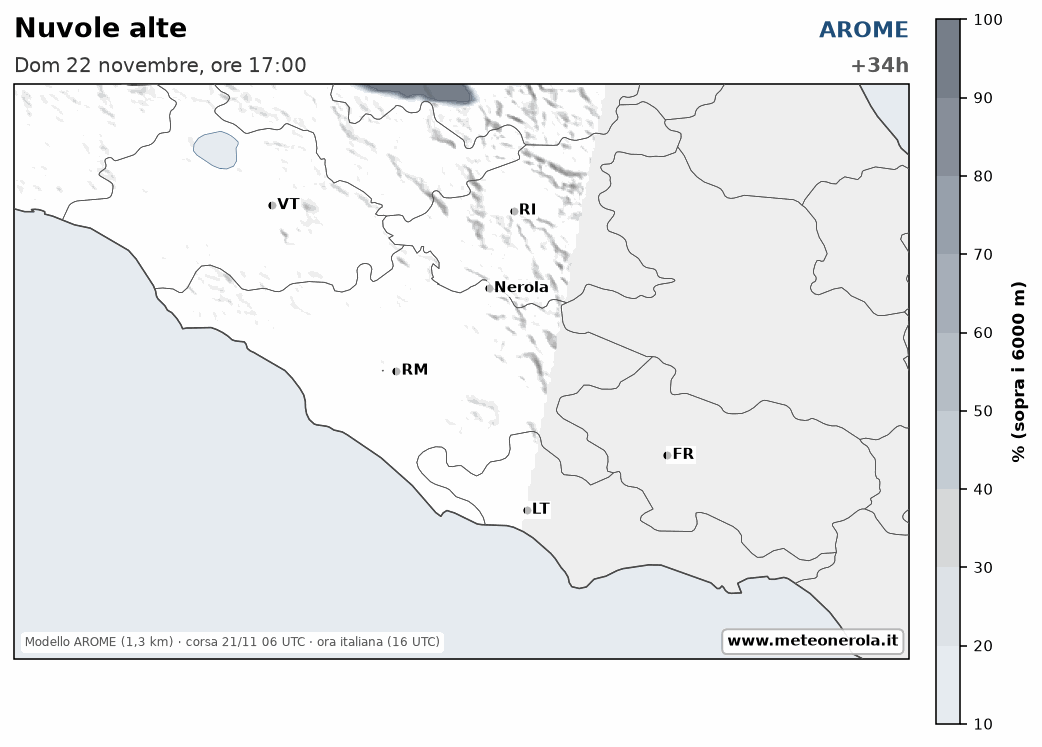 Nuvole alte
AROME
Dom 22 novembre, ore 17:00
+34h
VT
RI
Nerola
RM
FR
LT
Modello AROME (1,3 km) · corsa 21/11 06 UTC · ora italiana (16 UTC)
www.meteonerola.it
100
90
80
70
60
50
40
30
20
10
% (sopra i 6000 m)